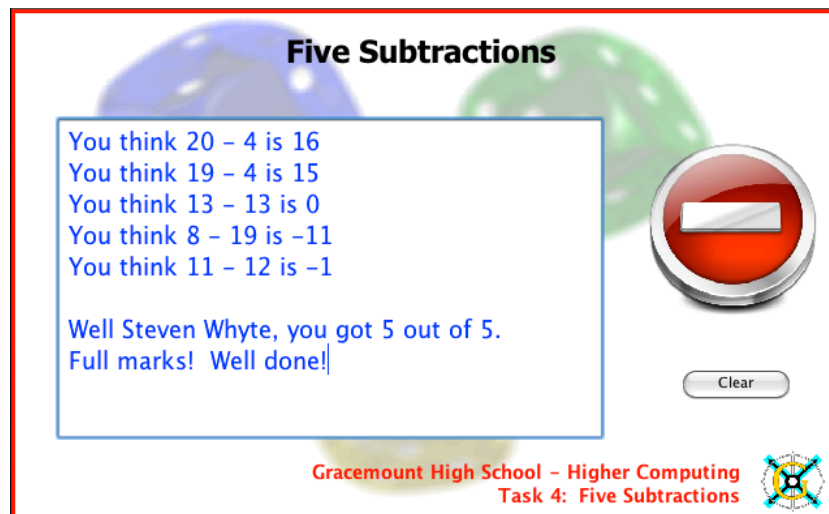 Five Subtractions
You think 20 – 4 is 16
You think 19 – 4 is 15
You think 13 – 13 is 0
You think 8 – 19 is –11
You think 11 – 12 is –1
Well Steven Whyte, you got 5 out of 5.
Full marks!  Well done!
Clear
Gracemount High School – Higher Computing
Task 4:  Five Subtractions
G